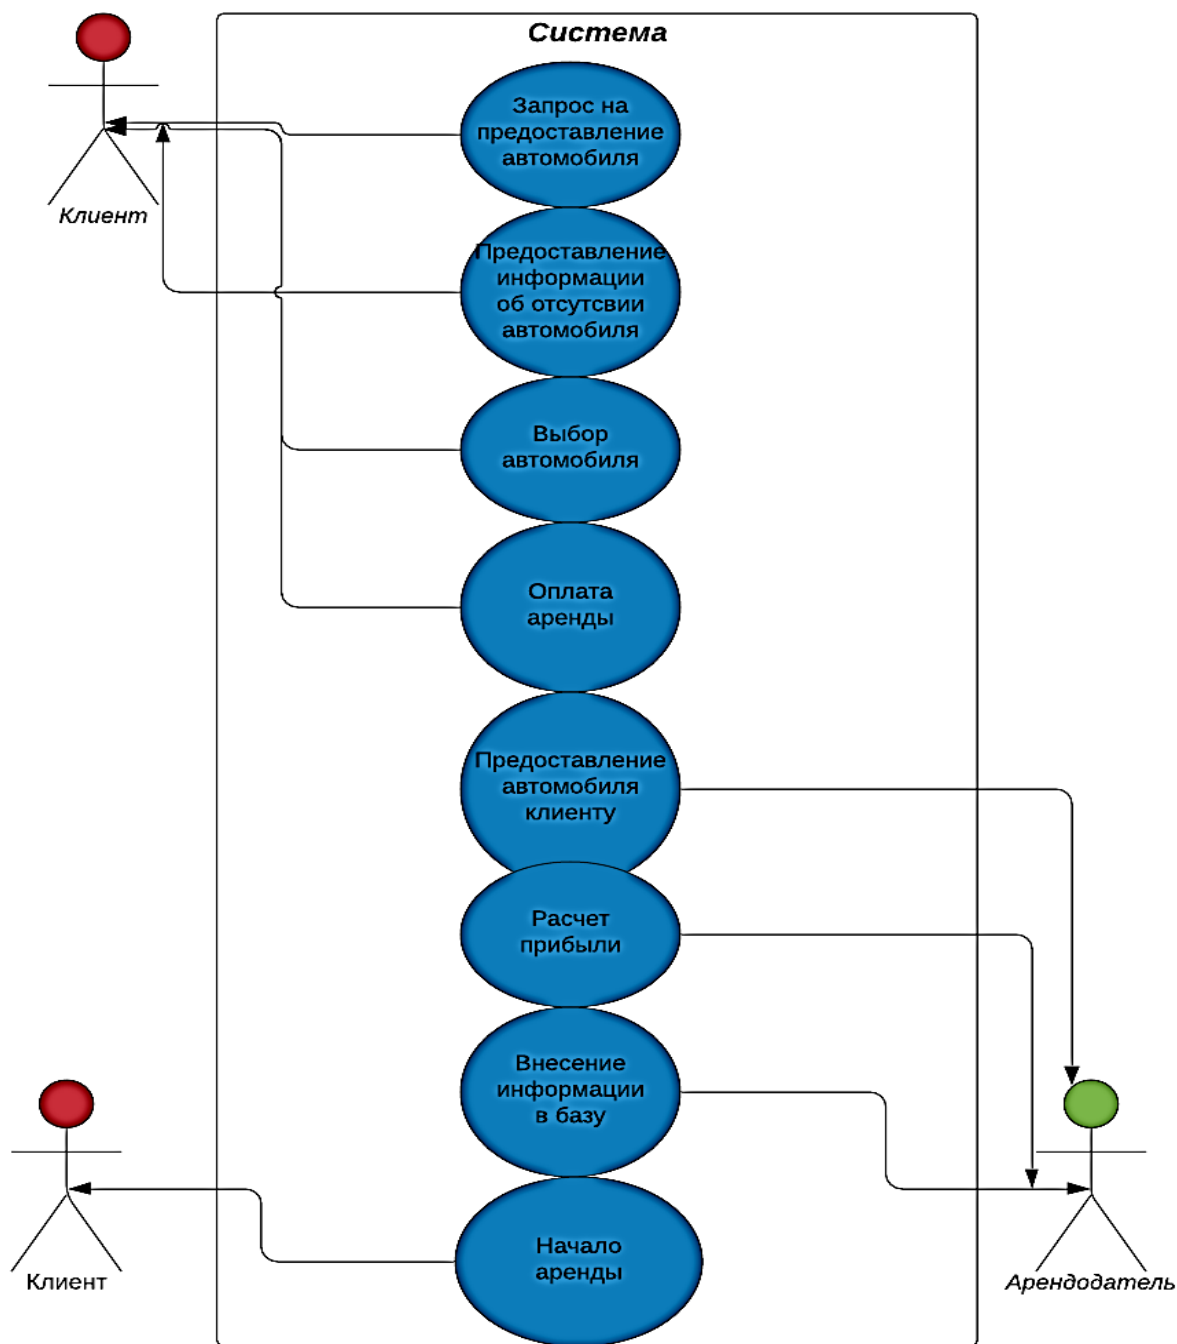 Система
Запрос на
предоставление
автомобиля
Клиент
Предоставление
информации
об отсутсвии
автомобиля
Выбор
автомобиля
Оплата
аренды
Предоставление
автомобиля
клиенту
Расчет
прибыли
Внесение
информации
в базу
Начало
аренды
Клиент
Арендодатель